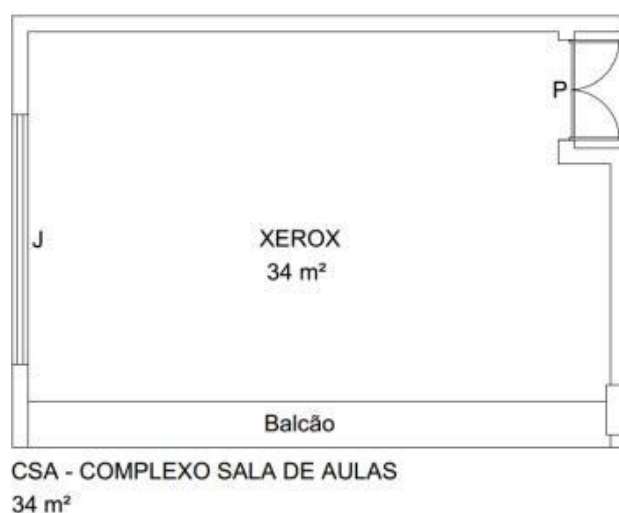 P
J
XEROX
34 m²
Balcão
CSA - COMPLEXO SALA DE AULAS
34 m²